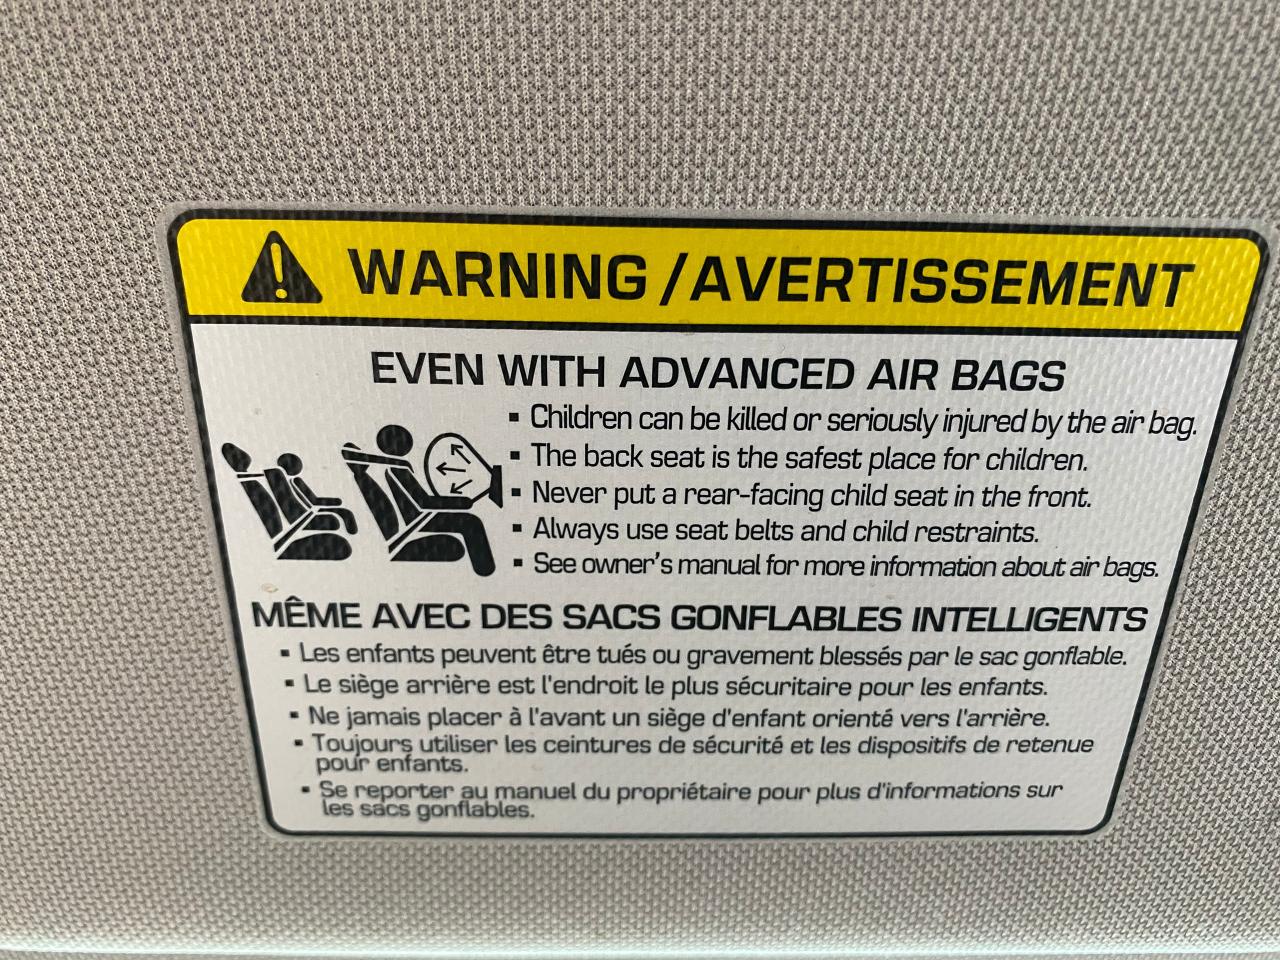 WARNING/AVERTISSEMENT
EVEN WITH ADVANCED AIR BAGS
▪ Children can be killed or seriously injured by the air bag.
▪ The back seat is the safest place for children.
▪ Never put a rear-facing child seat in the front.
▪ Always use seat belts and child restraints.
▪ See owner's manual for more information about air bags.
MÊME AVEC DES SACS GONFLABLES INTELLIGENTS
▪ Les enfants peuvent être tués ou gravement blessés par le sac gonflable.
▪ Le siège arrière est l'endroit le plus sécuritaire pour les enfants.
▪ Ne jamais placer à l'avant un siège d'enfant orienté vers l'arrière.
▪ Toujours utiliser les ceintures de sécurité et les dispositifs de retenue
pour enfants.
▪ Se reporter au manuel du propriétaire pour plus d'informations sur
les sacs gonflables.